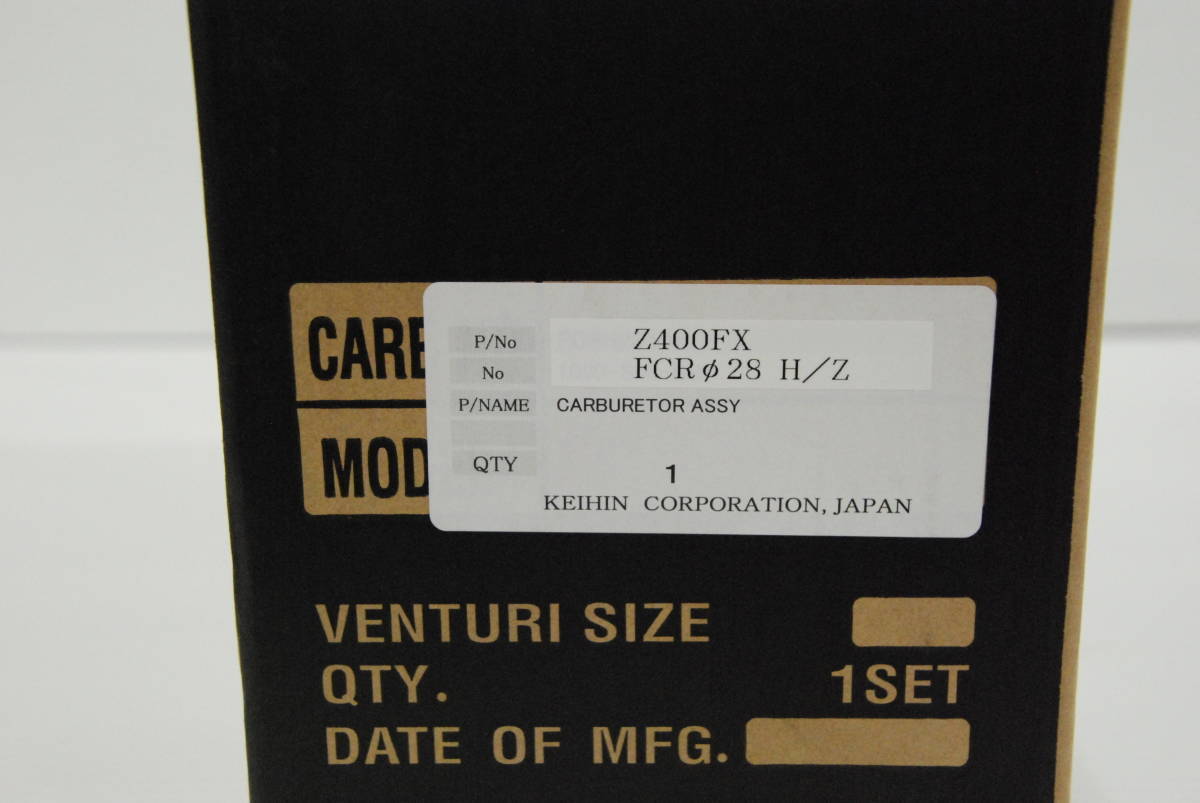 CARB
P/No Z400FX
No FCRφ28 H/Z
P/NAME CARBURETOR ASSY
MOD
QTY 1
KEIHIN CORPORATION, JAPAN
VENTURI SIZE
QTY. 1SET
DATE OF MFG.